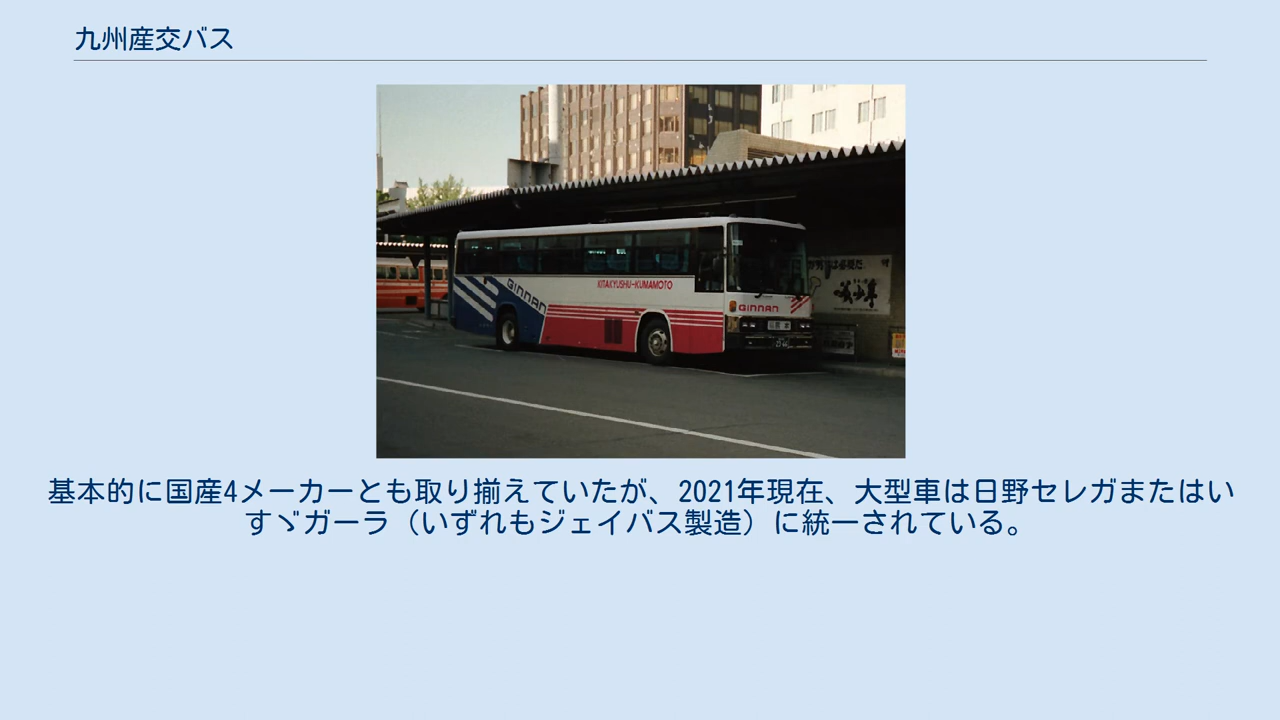 九州産交バス
GINNAN
KITAKYUSHU-KUMAMOTO
GINNAN
基本的に国産4メーカーとも取り揃えていたが、2021年現在、大型車は日野セレガまたはい
すゞガーラ（いずれもジェイバス製造）に統一されている。